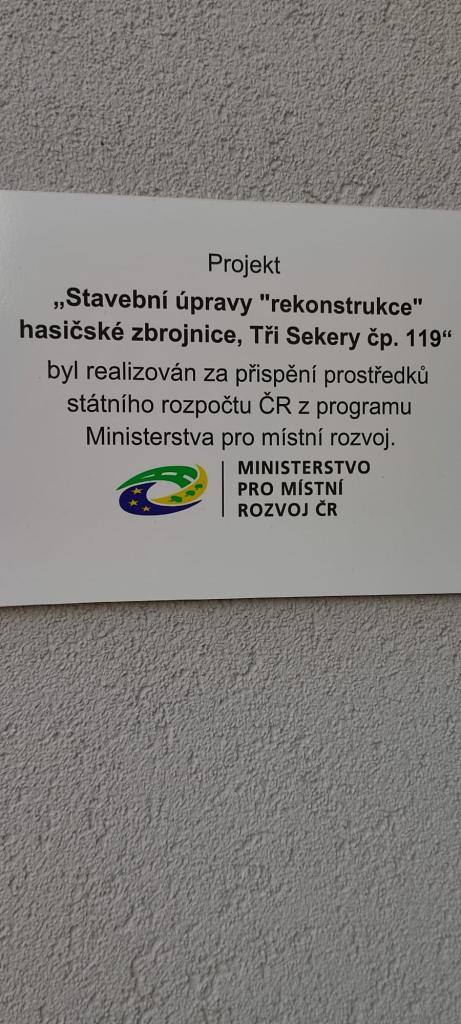 Projekt
„Stavební úpravy "rekonstrukce"
hasičské zbrojnice, Tři Sekery čp. 119“
byl realizován za přispění prostředků
státního rozpočtu ČR z programu
Ministerstva pro místní rozvoj.
MINISTERSTVO
PRO MÍSTNÍ
ROZVOJ ČR